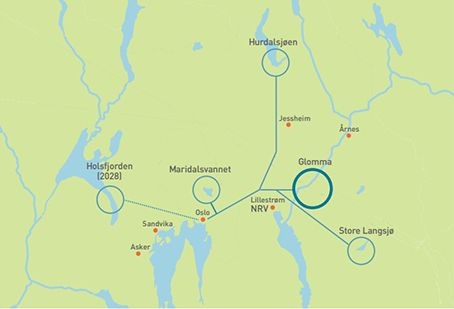 Hurdalsjøen
Jessheim
Årnes
Holsfjorden
(2028)
Maridalsvannet
Glomma
Lillestrøm
NRV
Oslo
Sandvika
Store Langsjø
Asker